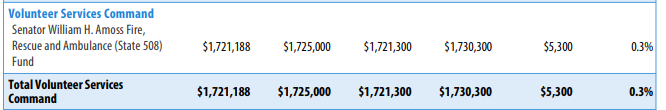 Volunteer Services Command
Senator William H. Amoss Fire,
Rescue and Ambulance (State 508) $1,721,188 $1,725,000 $1,721,300 $1,730,300 $5,300 0.3%
Fund
Total Volunteer Services
Command $1,721,188 $1,725,000 $1,721,300 $1,730,300 $5,300 0.3%